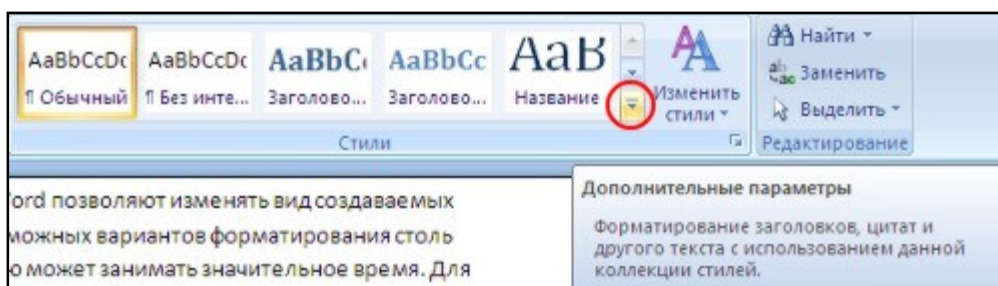 AaBbCcDc AaBbCcDc AaBbC AaBbCc AaB
¶ Обычный ¶ Без инте... Заголово... Заголово... Название
Изменить стили
Найти
Заменить
Выделить
Стили
Редактирование
ord позволяют изменять вид создаваемых
можных вариантов форматирования столь
о может занимать значительное время. Для
Дополнительные параметры
Форматирование заголовков, цитат и
другого текста с использованием данной
коллекции стилей.